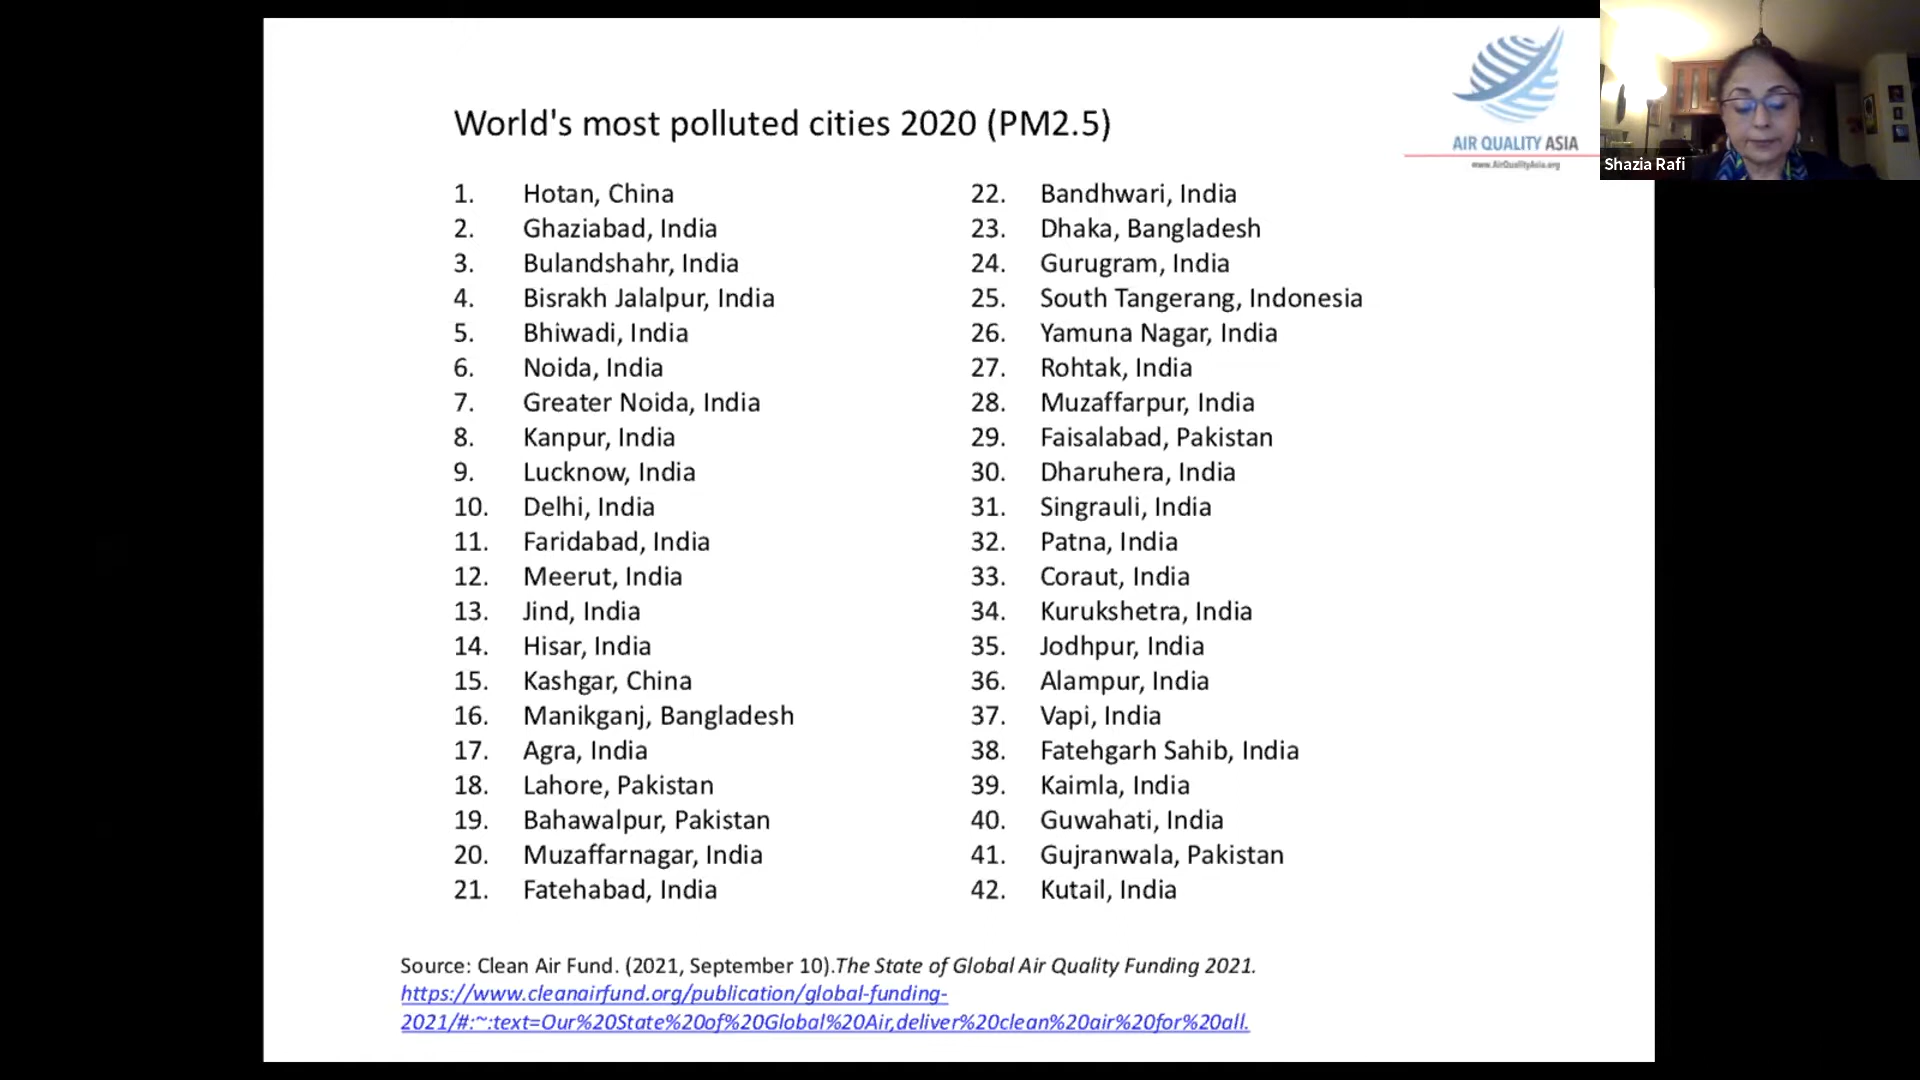 World's most polluted cities 2020 (PM2.5)
AIR QUALITY ASIA
www.AirQualityAsia.org
Shazia Rafi
1. Hotan, China
2. Ghaziabad, India
3. Bulandshahr, India
4. Bisrakh Jalalpur, India
5. Bhiwadi, India
6. Noida, India
7. Greater Noida, India
8. Kanpur, India
9. Lucknow, India
10. Delhi, India
11. Faridabad, India
12. Meerut, India
13. Jind, India
14. Hisar, India
15. Kashgar, China
16. Manikganj, Bangladesh
17. Agra, India
18. Lahore, Pakistan
19. Bahawalpur, Pakistan
20. Muzaffarnagar, India
21. Fatehabad, India
22. Bandhwari, India
23. Dhaka, Bangladesh
24. Gurugram, India
25. South Tangerang, Indonesia
26. Yamuna Nagar, India
27. Rohtak, India
28. Muzaffarpur, India
29. Faisalabad, Pakistan
30. Dharuhera, India
31. Singrauli, India
32. Patna, India
33. Coraut, India
34. Kurukshetra, India
35. Jodhpur, India
36. Alampur, India
37. Vapi, India
38. Fatehgarh Sahib, India
39. Kaimla, India
40. Guwahati, India
41. Gujranwala, Pakistan
42. Kutail, India
Source: Clean Air Fund. (2021, September 10).The State of Global Air Quality Funding 2021.
https://www.cleanairfund.org/publication/global-funding-
2021/#:~:text=Our%20State%20of%20Global%20Air,deliver%20clean%20air%20for%20all.